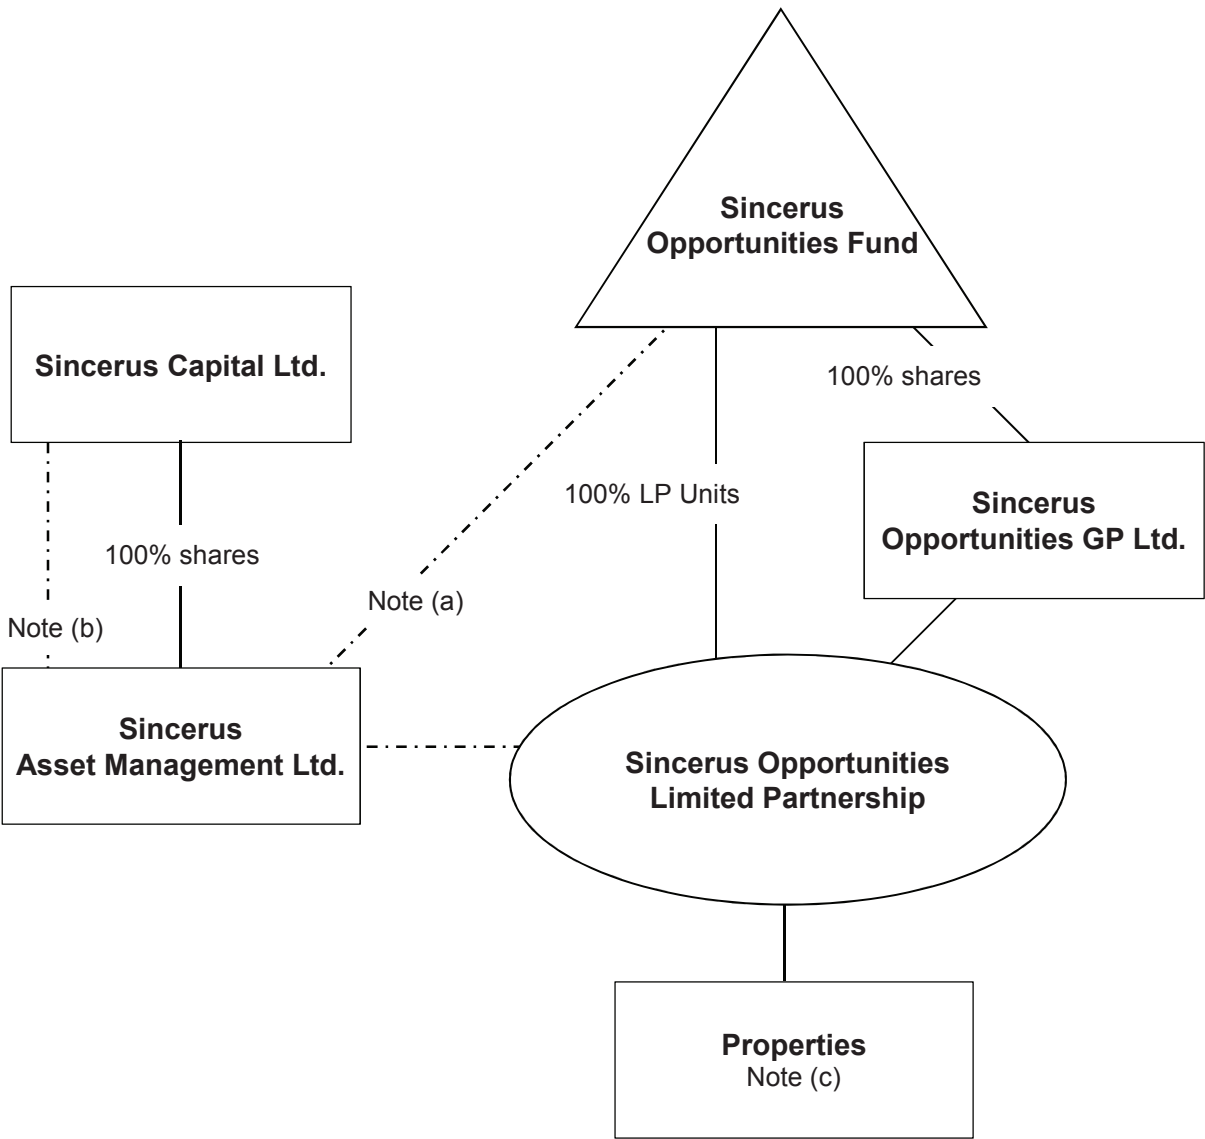 Sincerus
Opportunities Fund
Sincerus Capital Ltd.
100% shares
100% LP Units
Sincerus
Opportunities GP Ltd.
100% shares
Note (a)
Note (b)
Sincerus
Asset Management Ltd.
Sincerus Opportunities
Limited Partnership
Properties
Note (c)